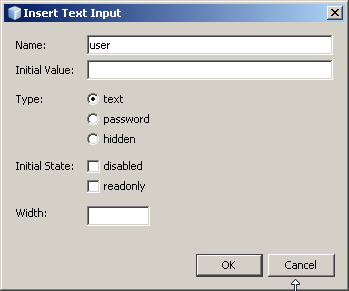 Insert Text Input
Name: user
Initial Value:
Type: text
password
hidden
Initial State: disabled
readonly
Width:
OK Cancel